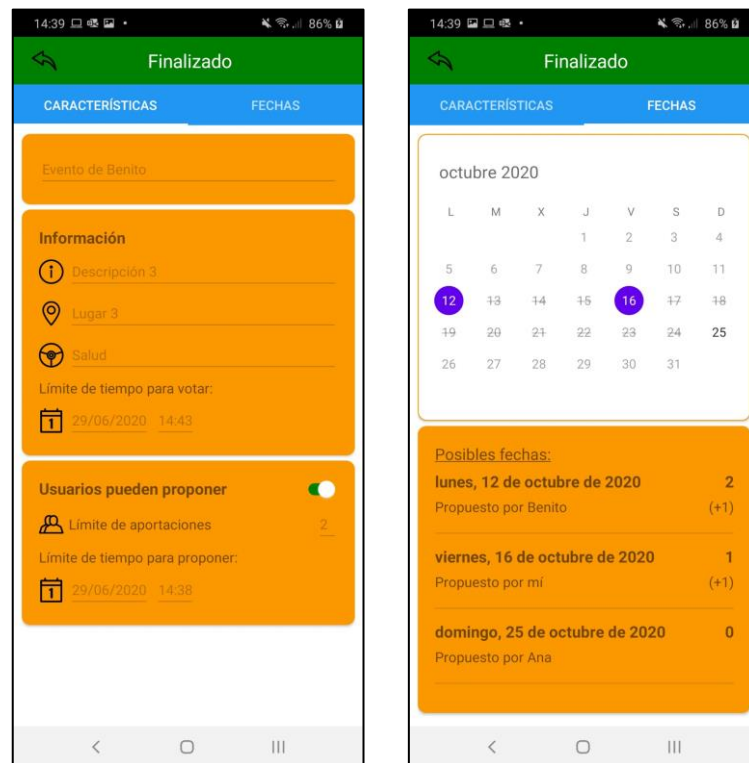 14:39 86%
Finalizado
CARACTERÍSTICAS FECHAS
Evento de Benito
Información
Descripción 3
Lugar 3
Salud
Límite de tiempo para votar:
1 29/06/2020 14:43
Usuarios pueden proponer
Límite de aportaciones 2
Límite de tiempo para proponer:
1 29/06/2020 14:38
14:39 86%
Finalizado
CARACTERÍSTICAS FECHAS
octubre 2020
L M X J V S D
1 2 3 4
5 6 7 8 9 10 11
12 13 14 15 16 17 18
19 20 21 22 23 24 25
26 27 28 29 30 31
Posibles fechas:
lunes, 12 de octubre de 2020 2
Propuesto por Benito (+1)
viernes, 16 de octubre de 2020 1
Propuesto por mí (+1)
domingo, 25 de octubre de 2020 0
Propuesto por Ana